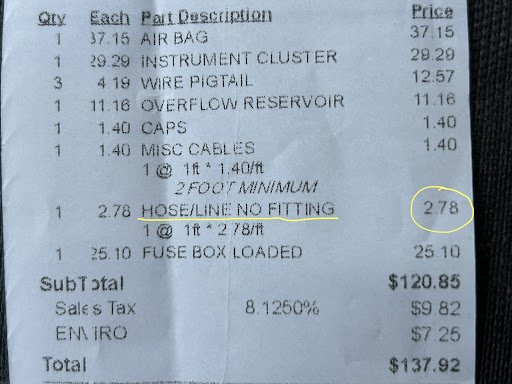 Qty Each Part Description Price
1 37.15 AIR BAG 37.15
1 29.29 INSTRUMENT CLUSTER 29.29
3 4.19 WIRE PIGTAIL 12.57
1 11.16 OVERFLOW RESERVOIR 11.16
1 1.40 CAPS 1.40
1 1.40 MISC CABLES 1.40
1 @ 1ft * 1.40/ft
2 FOOT MINIMUM
1 2.78 HOSE/LINE NO FITTING 2.78
1 @ 1ft * 2.78/ft
1 25.10 FUSE BOX LOADED 25.10
SubTotal $120.85
Sales Tax 8.1250% $9.82
ENVIRO $7.25
Total $137.92